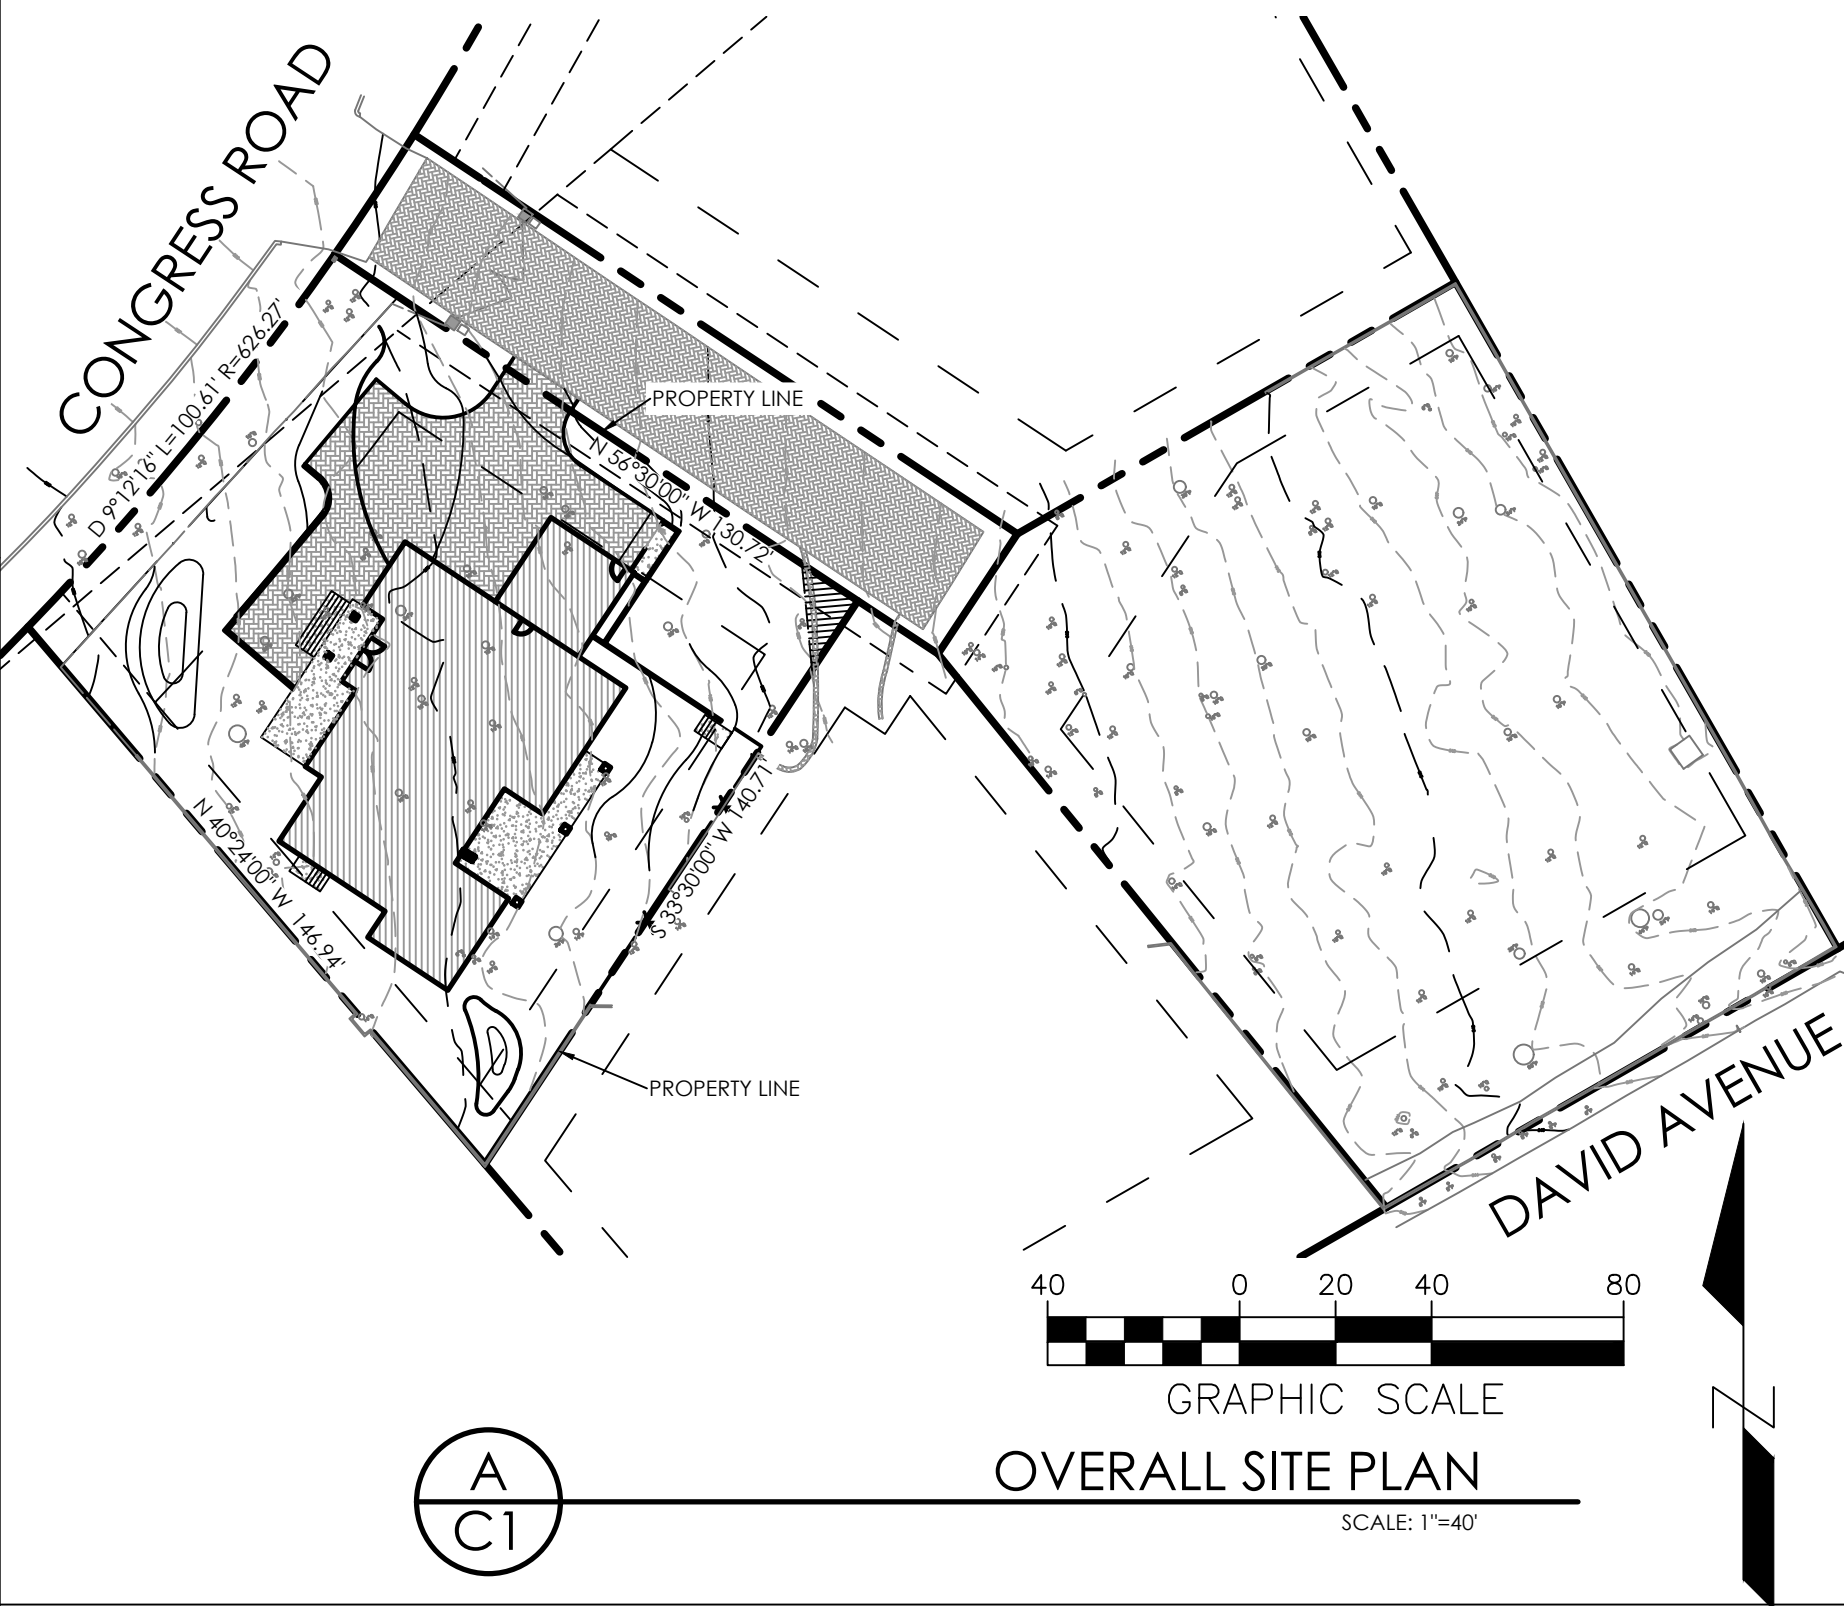 CONGRESS ROAD
D 9°12'16" L=100.61' R=626.27'
PROPERTY LINE
N 56°30'00" W 130.72'
N 40°24'00" W 146.94'
S 33°30'00" W 140.71'
PROPERTY LINE
DAVID AVENUE
40 0 20 40 80
GRAPHIC SCALE
N
A
C1
OVERALL SITE PLAN
SCALE: 1"=40'